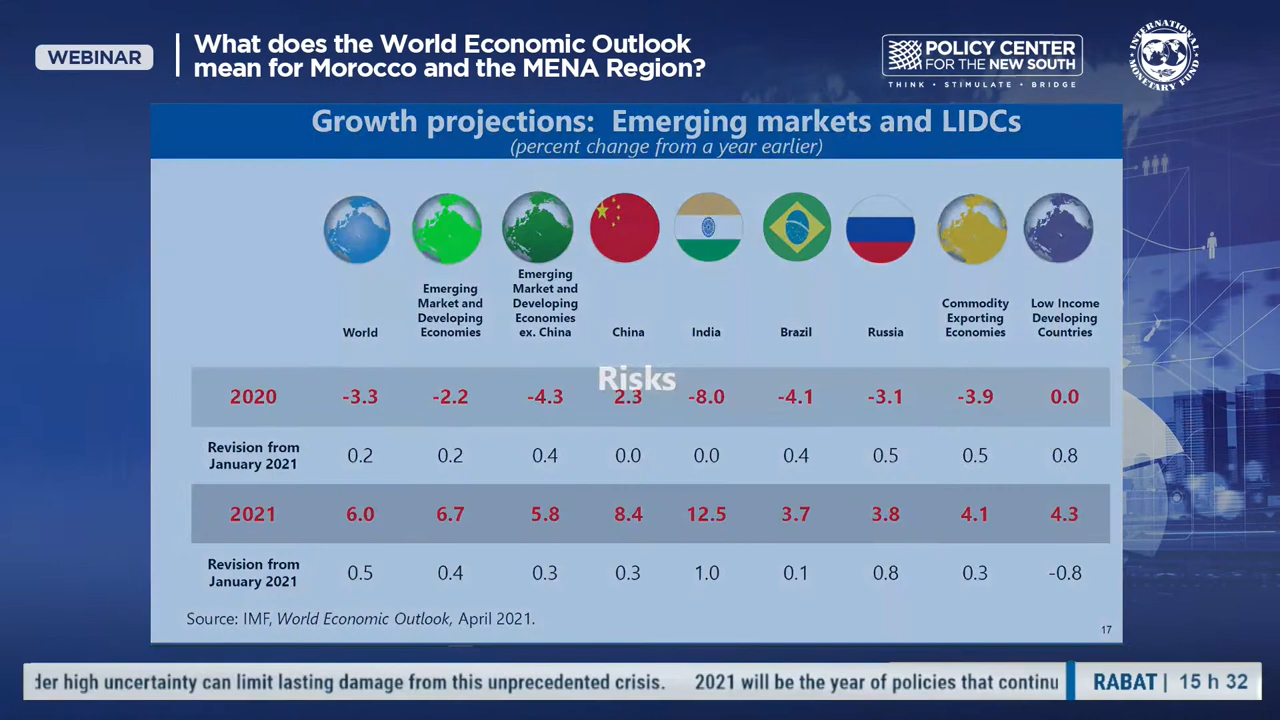 WEBINAR
What does the World Economic Outlook
mean for Morocco and the MENA Region?
POLICY CENTER
FOR THE NEW SOUTH
THINK • STIMULATE • BRIDGE
INTERNATIONAL MONETARY FUND
Growth projections: Emerging markets and LIDCs
(percent change from a year earlier)
World
Emerging Market and Developing Economies
Emerging Market and Developing Economies ex. China
China
India
Brazil
Russia
Commodity Exporting Economies
Low Income Developing Countries
Risks
2020 -3.3 -2.2 -4.3 2.3 -8.0 -4.1 -3.1 -3.9 0.0
Revision from January 2021 0.2 0.2 0.4 0.0 0.0 0.4 0.5 0.5 0.8
2021 6.0 6.7 5.8 8.4 12.5 3.7 3.8 4.1 4.3
Revision from January 2021 0.5 0.4 0.3 0.3 1.0 0.1 0.8 0.3 -0.8
Source: IMF, World Economic Outlook, April 2021.
17
high uncertainty can limit lasting damage from this unprecedented crisis. 2021 will be the year of policies that
RABAT | 15 h 32